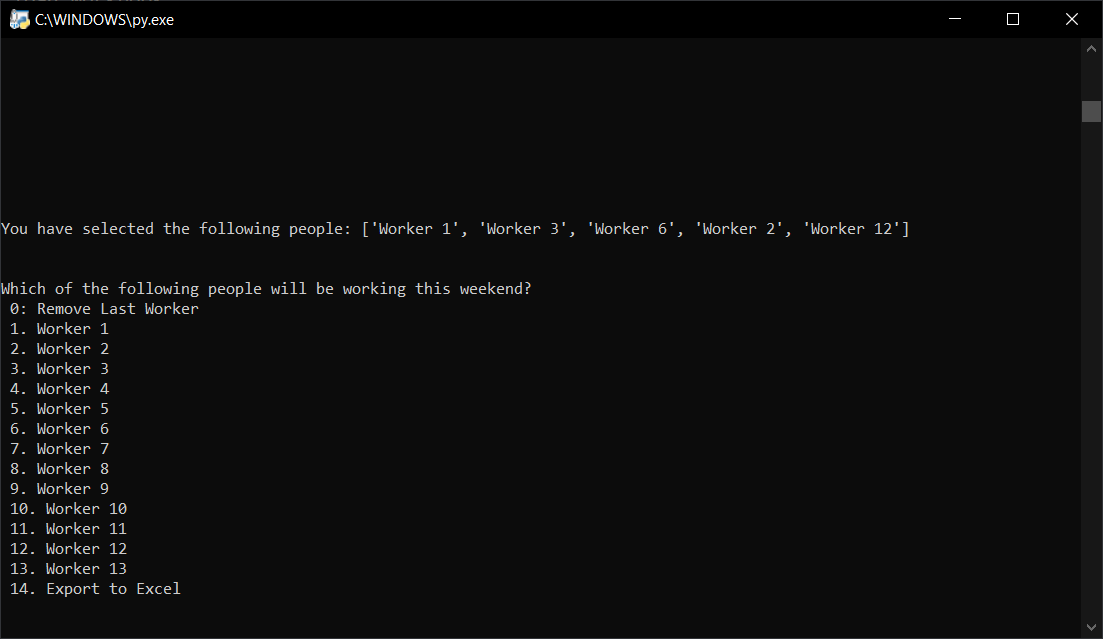 C:\WINDOWS\py.exe
You have selected the following people: ['Worker 1', 'Worker 3', 'Worker 6', 'Worker 2', 'Worker 12']
Which of the following people will be working this weekend?
0: Remove Last Worker
1. Worker 1
2. Worker 2
3. Worker 3
4. Worker 4
5. Worker 5
6. Worker 6
7. Worker 7
8. Worker 8
9. Worker 9
10. Worker 10
11. Worker 11
12. Worker 12
13. Worker 13
14. Export to Excel